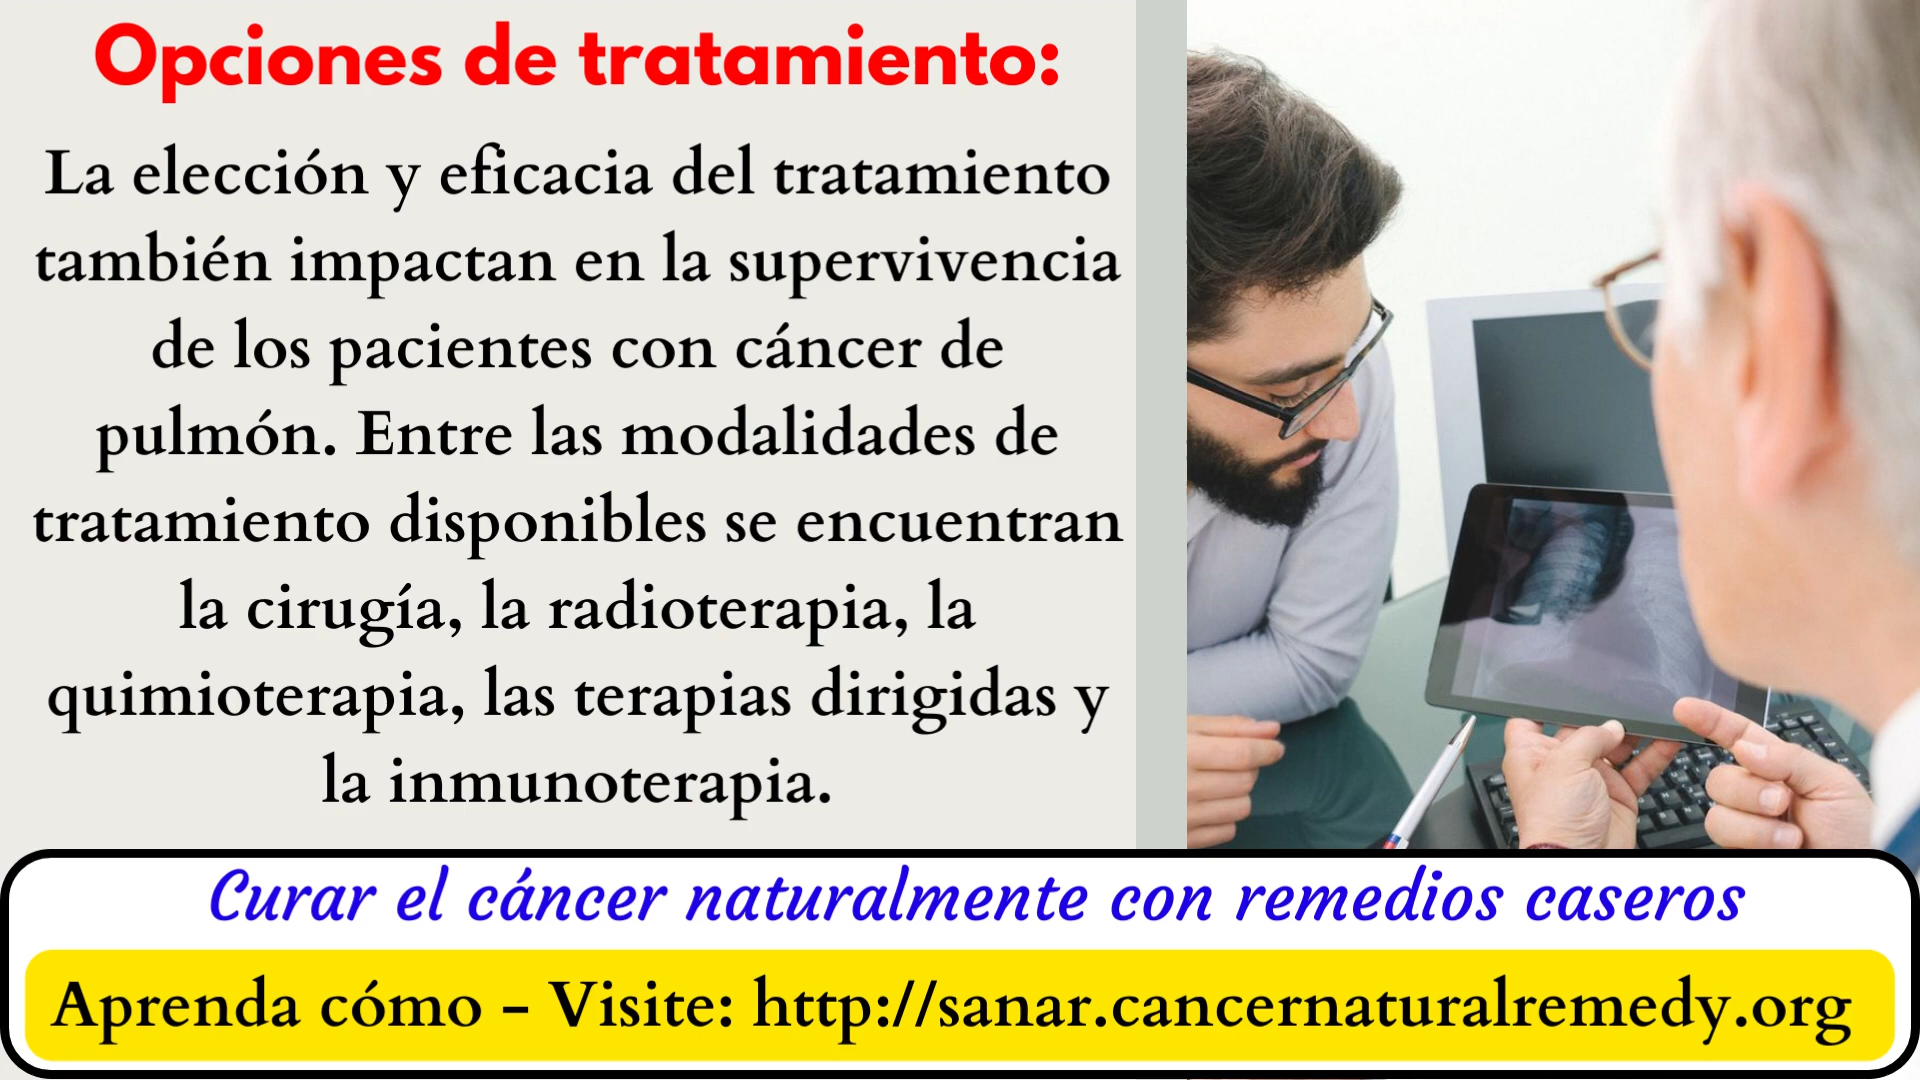 Opciones de tratamiento:
La elección y eficacia del tratamiento
también impactan en la supervivencia
de los pacientes con cáncer de
pulmón. Entre las modalidades de
tratamiento disponibles se encuentran
la cirugía, la radioterapia, la
quimioterapia, las terapias dirigidas y
la inmunoterapia.
Curar el cáncer naturalmente con remedios caseros
Aprenda cómo - Visite: http://sanar.cancernaturalremedy.org